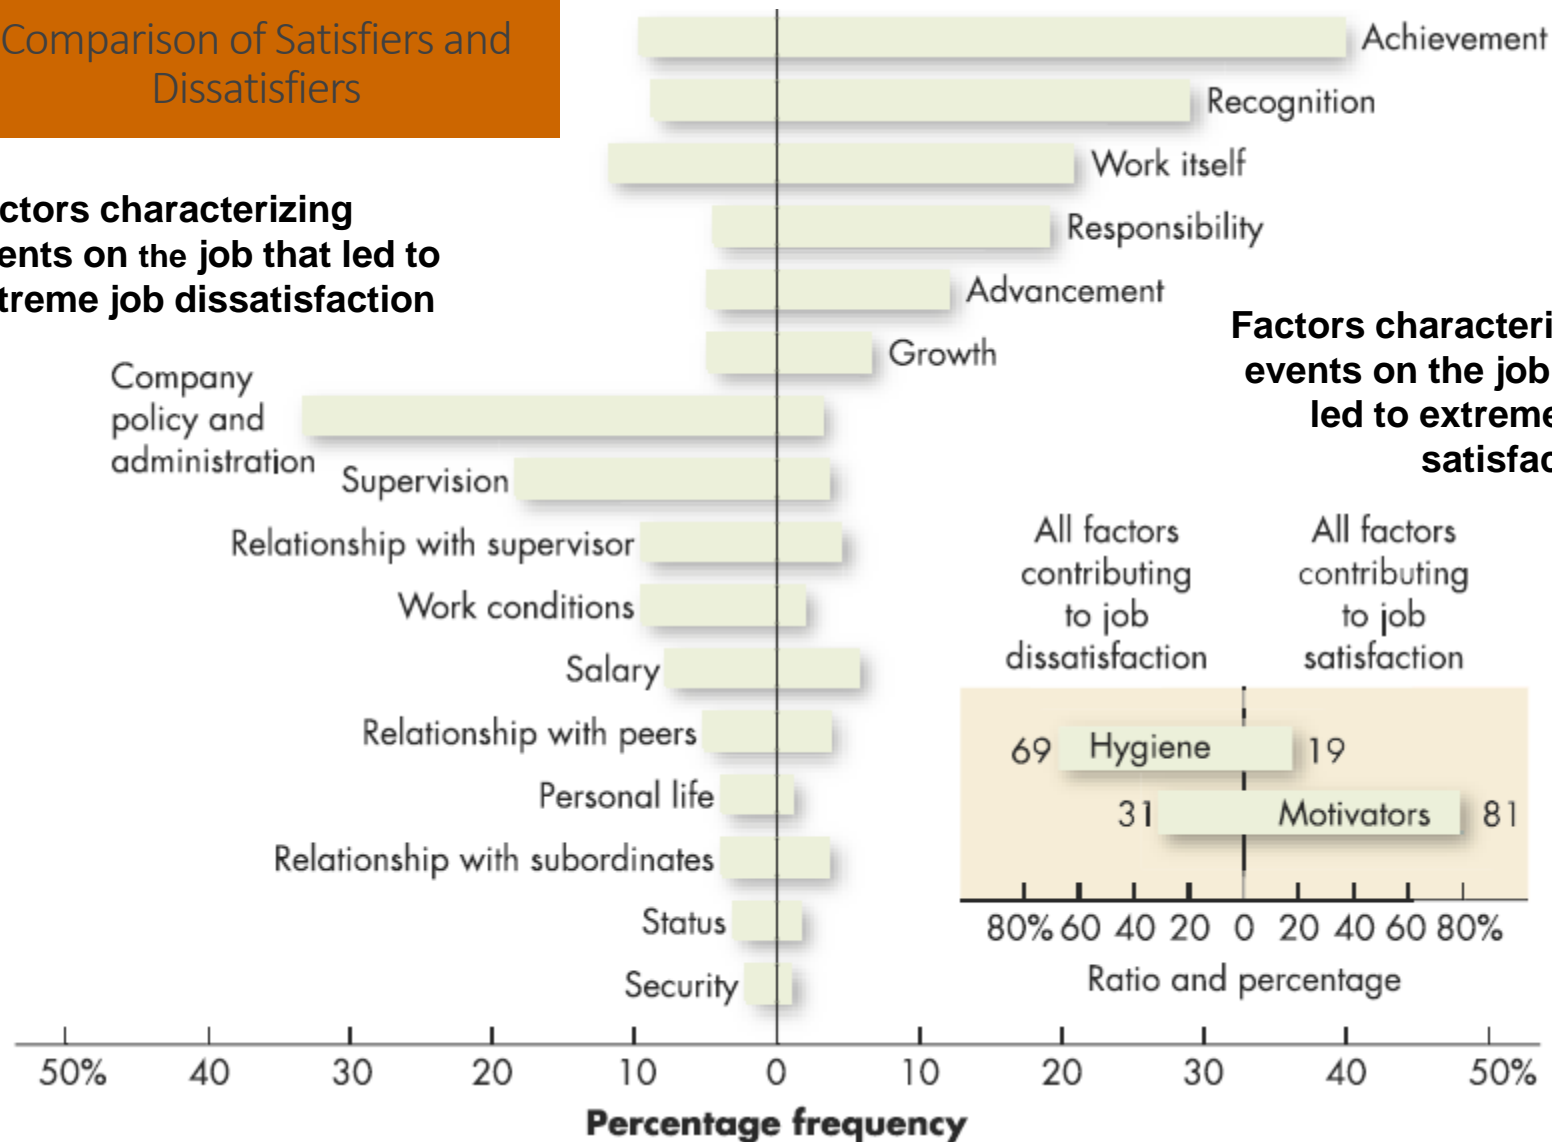 Comparison of Satisfiers and
Dissatisfiers
ctors characterizing
ents on the job that led to
treme job dissatisfaction
Achievement
Recognition
Work itself
Responsibility
Advancement
Growth
Factors characteri
events on the job
led to extreme
satisfac
Company
policy and
administration
Supervision
Relationship with supervisor
Work conditions
Salary
Relationship with peers
Personal life
Relationship with subordinates
Status
Security
All factors
contributing
to job
dissatisfaction
All factors
contributing
to job
satisfaction
69 Hygiene 19
31 Motivators 81
80% 60 40 20 0 20 40 60 80%
Ratio and percentage
50% 40 30 20 10 0 10 20 30 40 50%
Percentage frequency